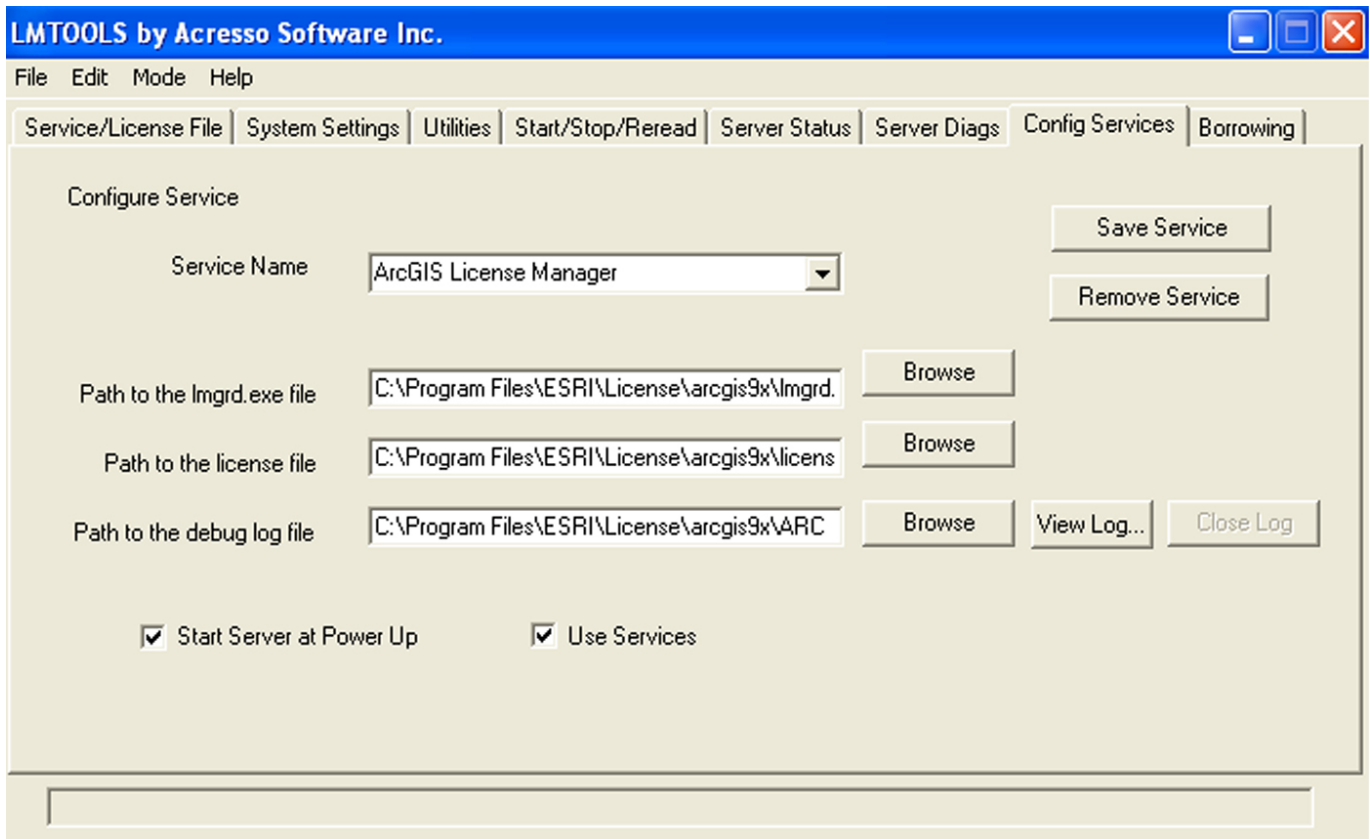 LMTOOLS by Acresso Software Inc.
File Edit Mode Help
Service/License File System Settings Utilities Start/Stop/Reread Server Status Server Diags Config Services Borrowing
Configure Service
Save Service
Service Name ArcGIS License Manager
Remove Service
Path to the lmgrd.exe file C:\Program Files\ESRI\License\arcgis9x\lmgrd. Browse
Path to the license file C:\Program Files\ESRI\License\arcgis9x\licens Browse
Path to the debug log file C:\Program Files\ESRI\License\arcgis9x\ARC Browse View Log... Close Log
Start Server at Power Up Use Services